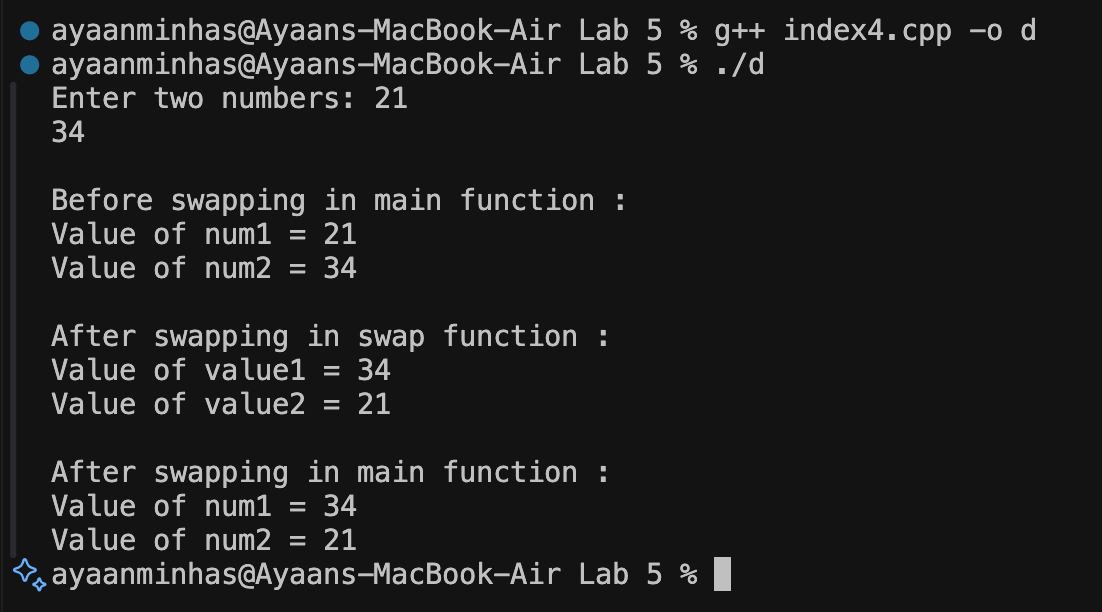 ayaanminhas@Ayaans-MacBook-Air Lab 5 % g++ index4.cpp -o d
ayaanminhas@Ayaans-MacBook-Air Lab 5 % ./d
Enter two numbers: 21
34
Before swapping in main function :
Value of num1 = 21
Value of num2 = 34
After swapping in swap function :
Value of value1 = 34
Value of value2 = 21
After swapping in main function :
Value of num1 = 34
Value of num2 = 21
ayaanminhas@Ayaans-MacBook-Air Lab 5 %